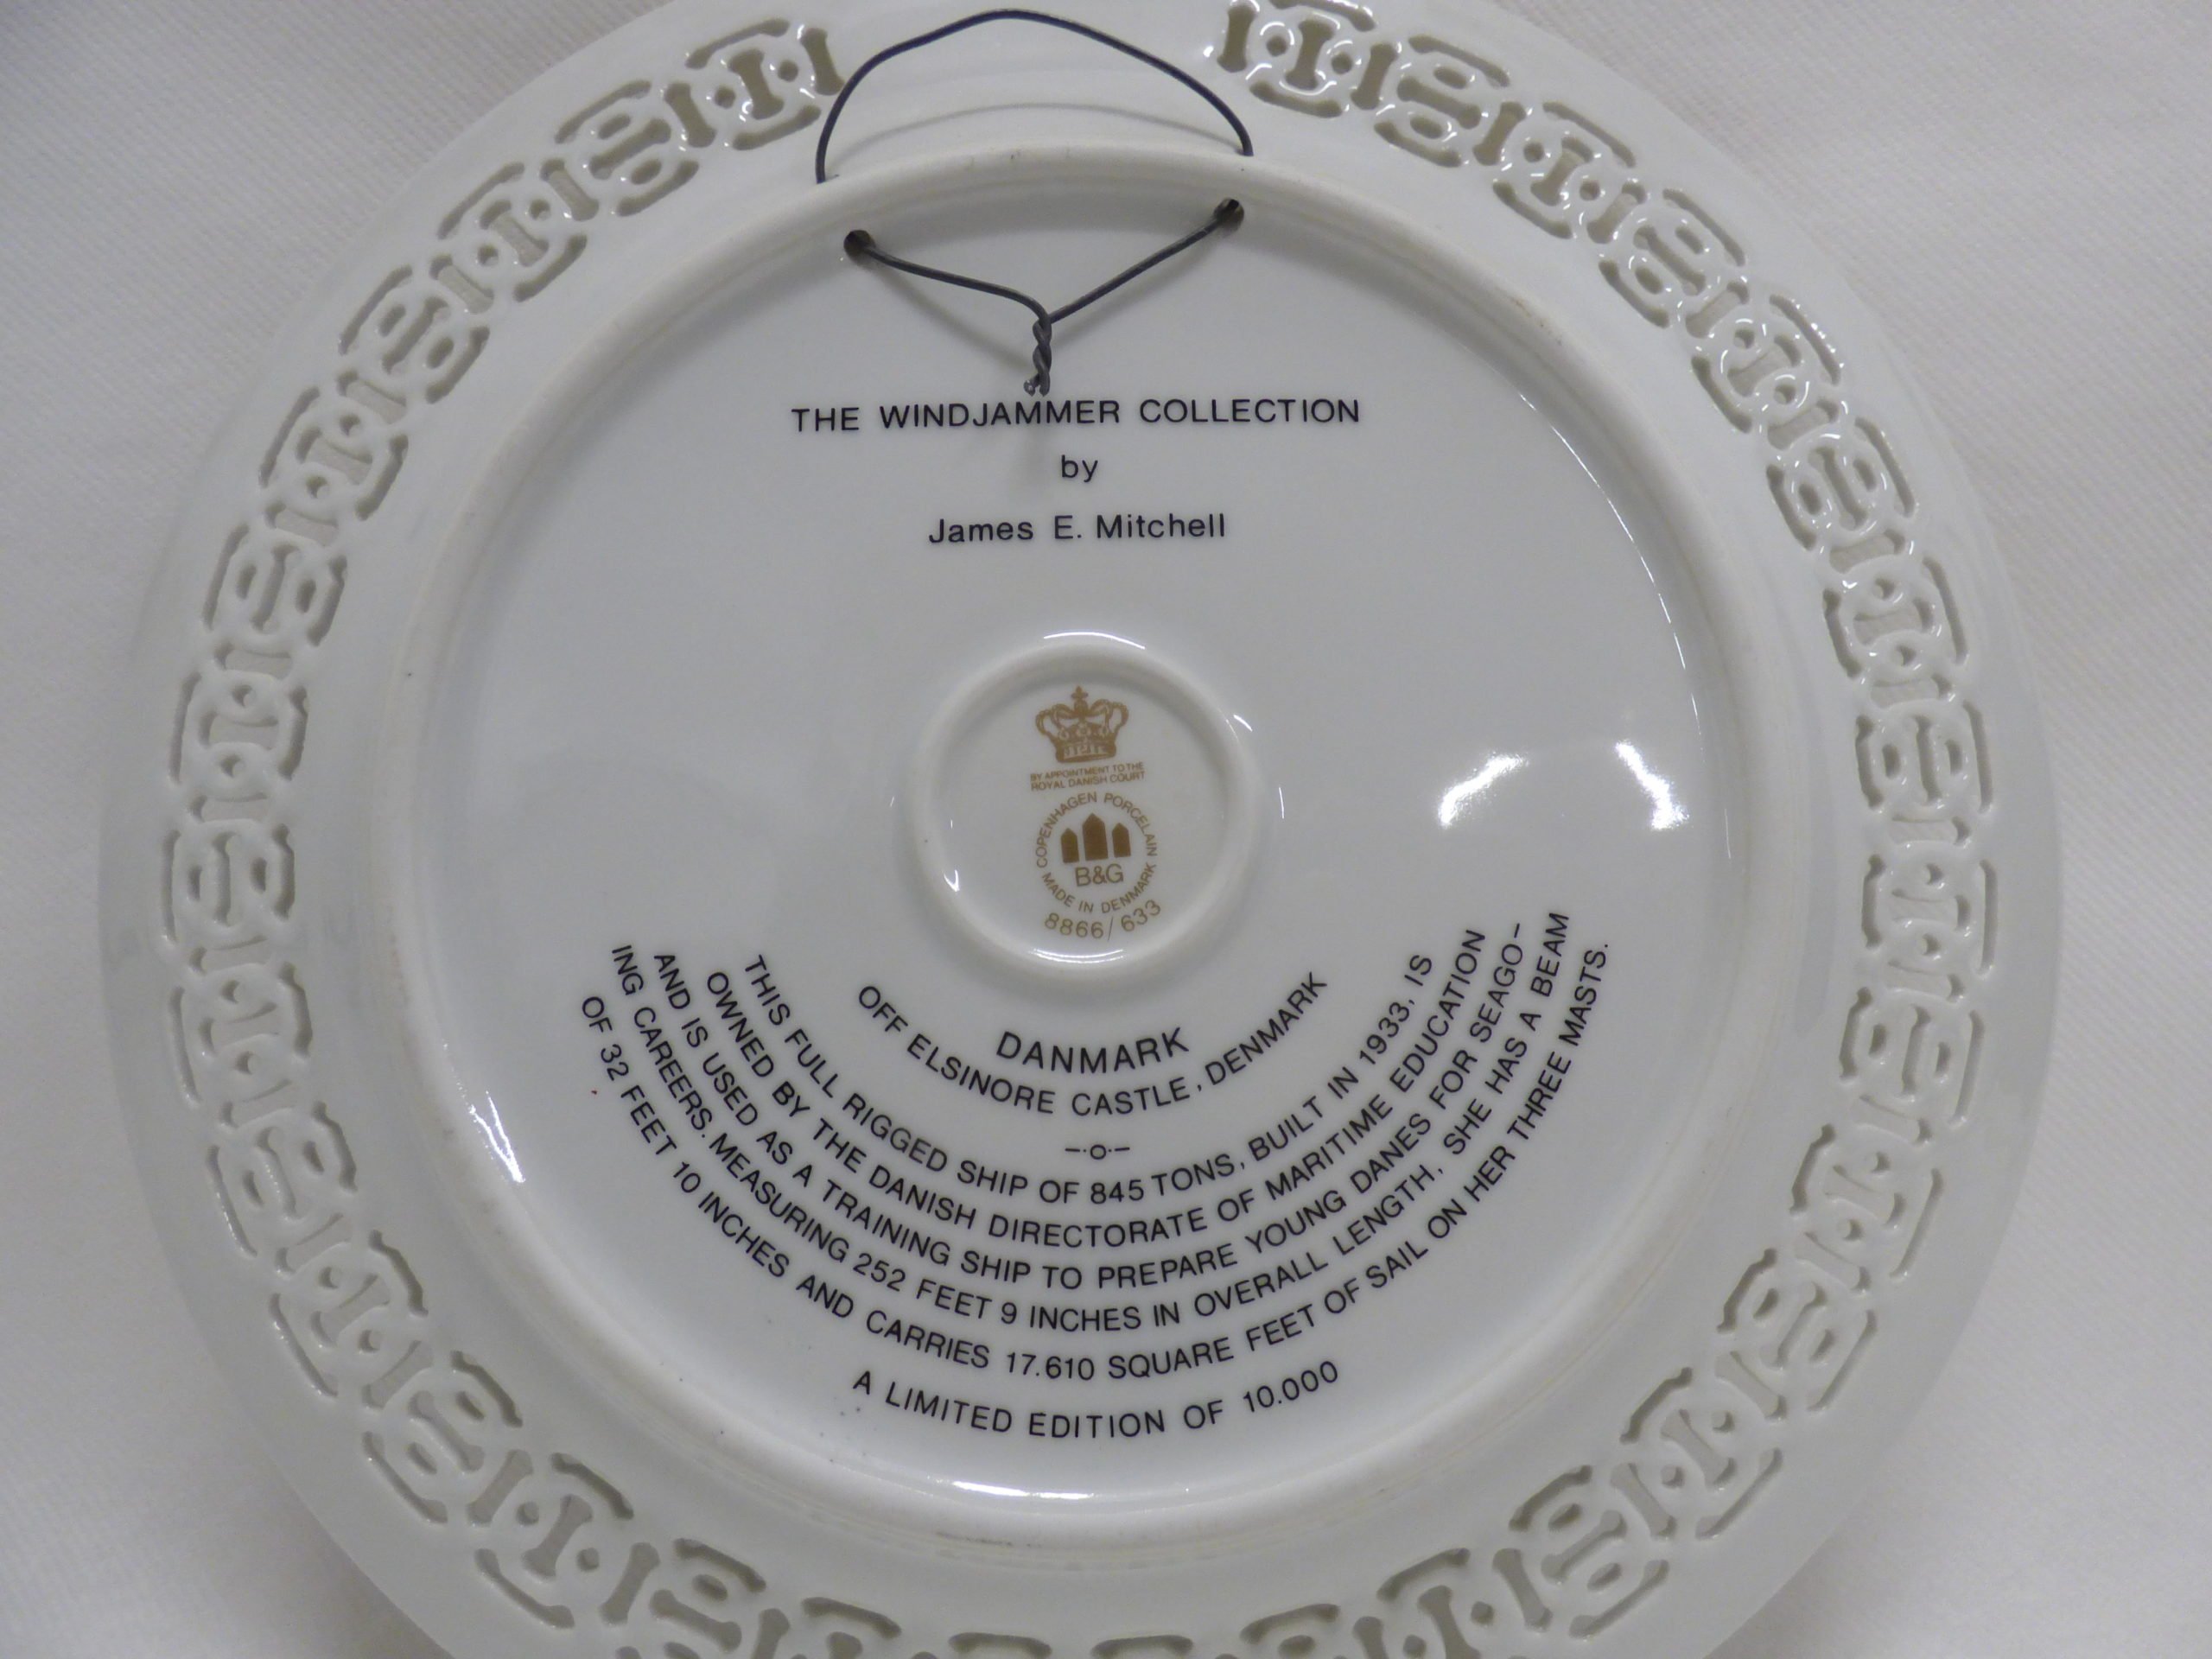 THE WINDJAMMER COLLECTION
by
James E. Mitchell
BY APPOINTMENT TO THE
ROYAL DANISH COURT
COPENHAGEN PORCELAIN
B&G
MADE IN DENMARK
8866/633
DANMARK
OFF ELSINORE CASTLE, DENMARK
THIS FULL RIGGED SHIP OF 845 TONS, BUILT IN 1933, IS
OWNED BY THE DANISH DIRECTORATE OF MARITIME EDUCATION
AND IS USED AS A TRAINING SHIP TO PREPARE YOUNG DANES FOR SEAGO-
ING CAREERS. MEASURING 252 FEET 9 INCHES IN OVERALL LENGTH, SHE HAS A BEAM
OF 32 FEET 10 INCHES AND CARRIES 17.610 SQUARE FEET OF SAIL ON HER THREE MASTS.
A LIMITED EDITION OF 10.000